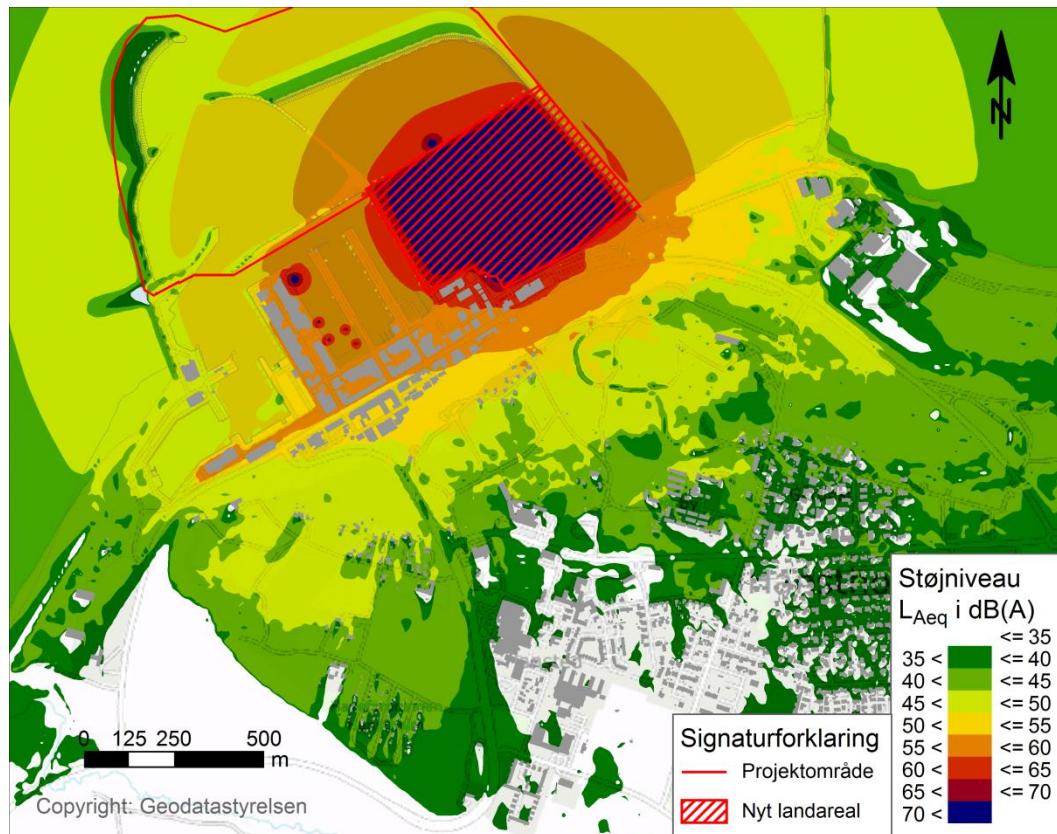 N
Støjniveau
LAeq i dB(A)
<= 35
35 < <= 40
40 < <= 45
45 < <= 50
50 < <= 55
55 < <= 60
60 < <= 65
65 < <= 70
70 <
Signaturforklaring
Projektområde
Nyt landareal
0 125 250 500
m
Copyright: Geodatastyrelsen